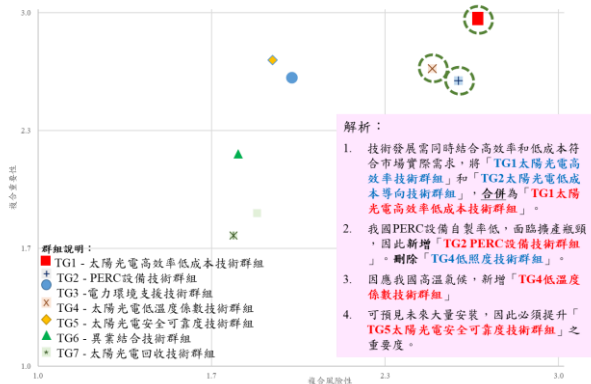 3.0
2.3
1.7
1.0
複合重要性
1.0
1.7
2.3
3.0
複合風險性
群組說明：
TG1 - 太陽光電高效率低成本技術群組
TG2 - PERC設備技術群組
TG3 - 電力環境支援技術群組
TG4 - 太陽光電低溫度係數技術群組
TG5 - 太陽光電安全可靠度技術群組
TG6 - 異業結合技術群組
TG7 - 太陽光電回收技術群組
解析：
1. 技術發展需同時結合高效率和低成本符
合市場實際需求，將「TG1太陽光電高
效率技術群組」和「TG2太陽光電低成
本導向技術群組」，合併為「TG1太陽
光電高效率低成本技術群組」。
2. 我國PERC設備自製率低，面臨擴產瓶頸
，因此新增「TG2 PERC設備技術群組
」。刪除「TG4低照度技術群組」。
3. 因應我國高溫氣候，新增「TG4低溫度
係數技術群組」
4. 可預見未來大量安裝，因此必須提升「
TG5太陽光電安全可靠度技術群組」之
重要度。